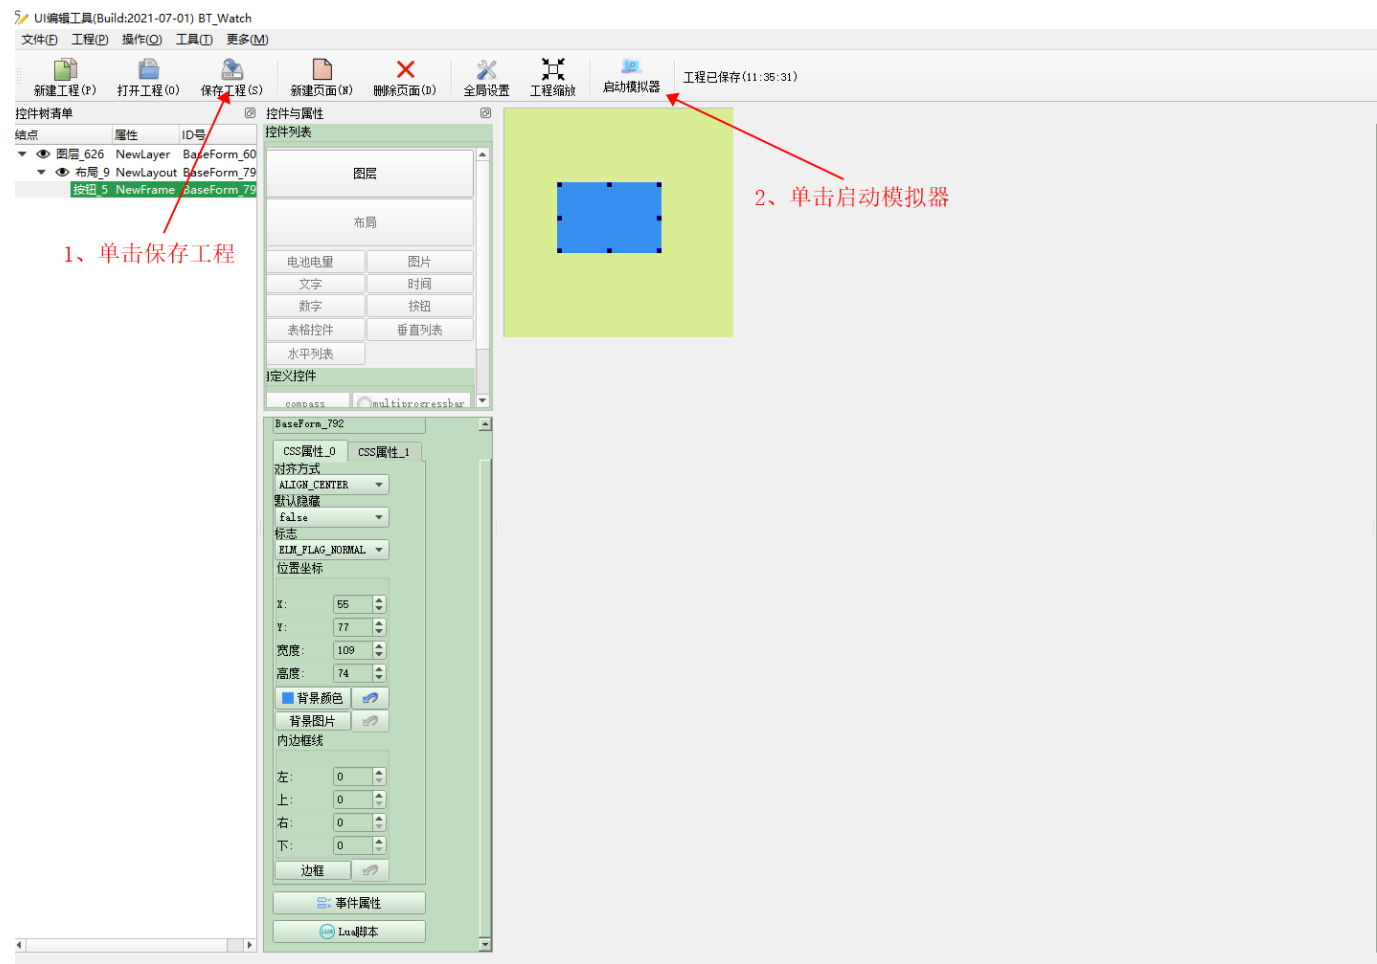 UI编辑工具(Build:2021-07-01) BT_Watch
文件(F) 工程(P) 操作(O) 工具(T) 更多(M)
新建工程(P) 打开工程(O) 保存工程(S) 新建页面(N) 删除页面(D) 全局设置 工程缩放 启动模拟器 工程已保存(11:35:31)
控件树清单
结点 属性 ID号
图层_626 NewLayer BaseForm_60
布局_9 NewLayout BaseForm_79
按钮_5 NewFrame BaseForm_79
1、单击保存工程
控件与属性
控件列表
图层
布局
电池电量 图片
文字 时间
数字 按钮
表格控件 垂直列表
水平列表
自定义控件
compass multiprogressbar
BaseForm_792
CSS属性_0 CSS属性_1
对齐方式
ALIGN_CENTER
默认隐藏
false
标志
ELM_FLAG_NORMAL
位置坐标
X: 55
Y: 77
宽度: 109
高度: 74
背景颜色
背景图片
内边框线
左: 0
上: 0
右: 0
下: 0
边框
事件属性
LUA Lua脚本
2、单击启动模拟器